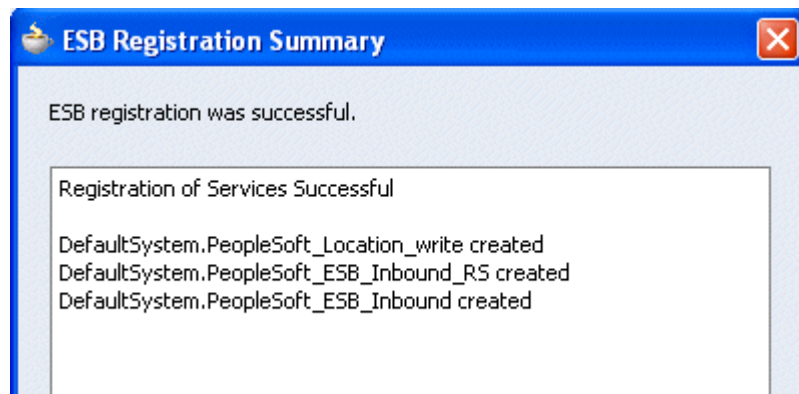 ESB Registration Summary
ESB registration was successful.
Registration of Services Successful
DefaultSystem.PeopleSoft_Location_write created
DefaultSystem.PeopleSoft_ESB_Inbound_RS created
DefaultSystem.PeopleSoft_ESB_Inbound created